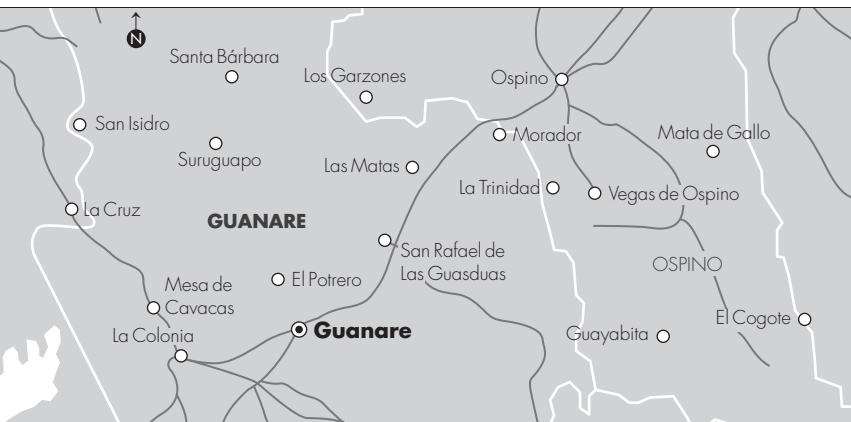 N
Santa Bárbara
Los Garzones
Ospino
San Isidro
Morador
Mata de Gallo
Suruguapo
Las Matas
La Trinidad
Vegas de Ospino
La Cruz
GUANARE
San Rafael de
Las Guasduas
OSPINO
El Potrero
Mesa de
Cavacas
El Cogote
La Colonia
Guanare
Guayabita